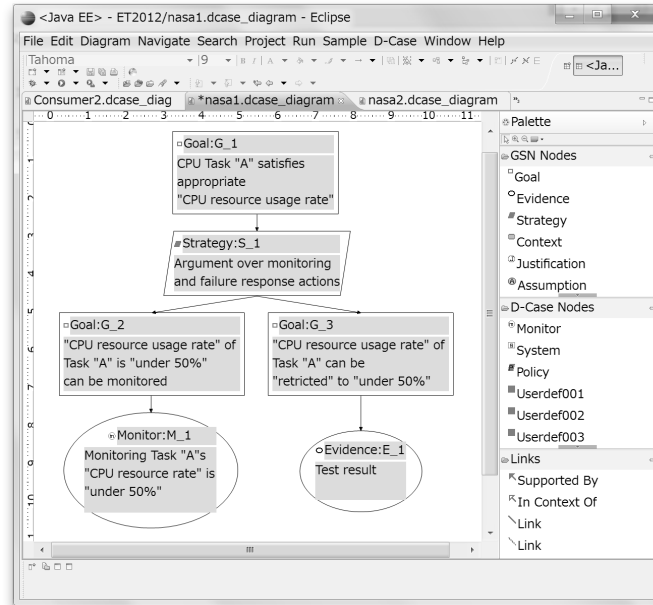 <Java EE> - ET2012/nasa1.dcase_diagram - Eclipse
File Edit Diagram Navigate Search Project Run Sample D-Case Window Help
Tahoma 9 B I A
<Ja...
Consumer2.dcase_diag *nasa1.dcase_diagram nasa2.dcase_diagram
0 1 2 3 4 5 6 7 8 9 10 11
Palette
GSN Nodes
Goal
Evidence
Strategy
Context
Justification
Assumption
D-Case Nodes
Monitor
System
Policy
Userdef001
Userdef002
Userdef003
Links
Supported By
In Context Of
Link
Link
Goal:G_1
CPU Task "A" satisfies
appropriate
"CPU resource usage rate"
Strategy:S_1
Argument over monitoring
and failure response actions
Goal:G_2
"CPU resource usage rate" of
Task "A" is "under 50%"
can be monitored
Goal:G_3
"CPU resource usage rate" of
Task "A" can be
"retricted" to "under 50%"
Monitor:M_1
Monitoring Task "A"s
"CPU resource rate" is
"under 50%"
Evidence:E_1
Test result